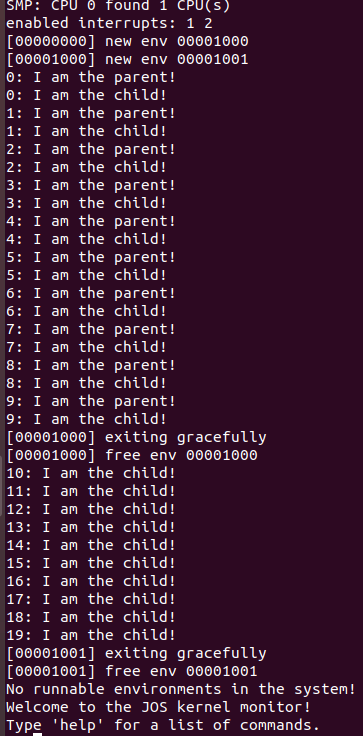 SMP: CPU 0 found 1 CPU(s)
enabled interrupts: 1 2
[00000000] new env 00001000
[00001000] new env 00001001
0: I am the parent!
0: I am the child!
1: I am the parent!
1: I am the child!
2: I am the parent!
2: I am the child!
3: I am the parent!
3: I am the child!
4: I am the parent!
4: I am the child!
5: I am the parent!
5: I am the child!
6: I am the parent!
6: I am the child!
7: I am the parent!
7: I am the child!
8: I am the parent!
8: I am the child!
9: I am the parent!
9: I am the child!
[00001000] exiting gracefully
[00001000] free env 00001000
10: I am the child!
11: I am the child!
12: I am the child!
13: I am the child!
14: I am the child!
15: I am the child!
16: I am the child!
17: I am the child!
18: I am the child!
19: I am the child!
[00001001] exiting gracefully
[00001001] free env 00001001
No runnable environments in the system!
Welcome to the JOS kernel monitor!
Type 'help' for a list of commands.